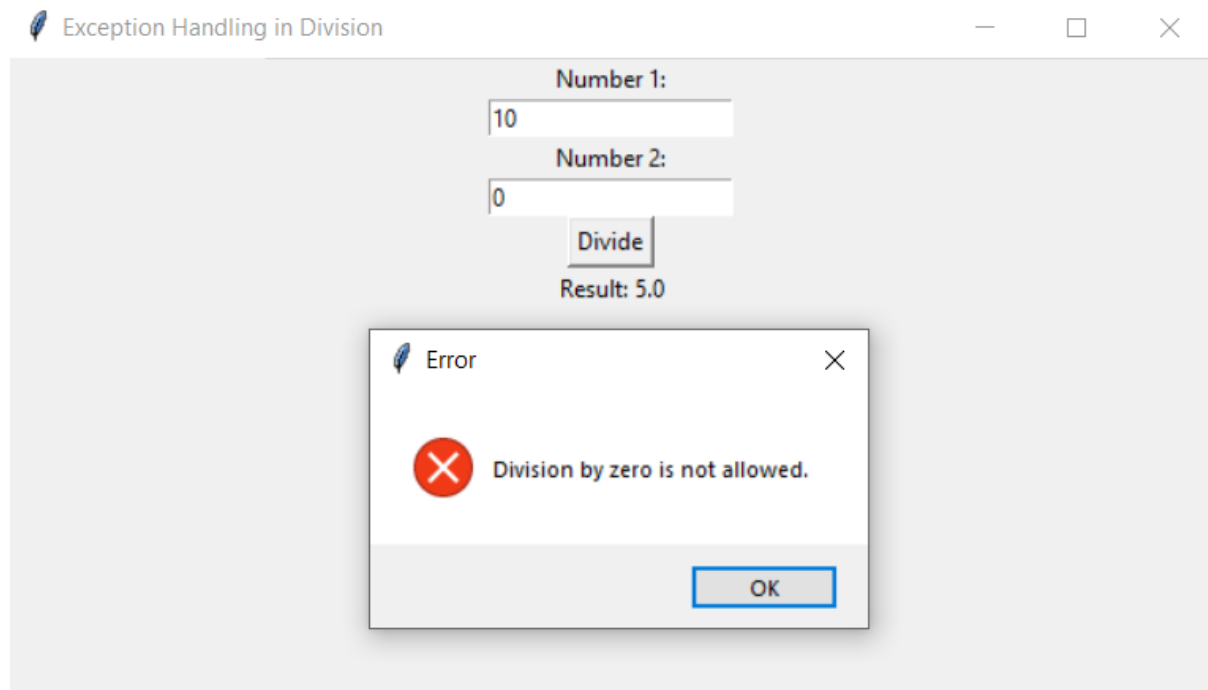 Exception Handling in Division
Number 1:
10
Number 2:
0
Divide
Result: 5.0
Error
Division by zero is not allowed.
OK